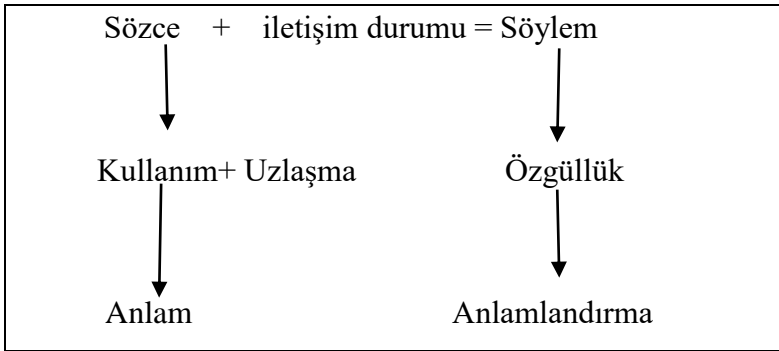 Sözce + iletişim durumu = Söylem
Kullanım+ Uzlaşma Özgüllük
Anlam Anlamlandırma